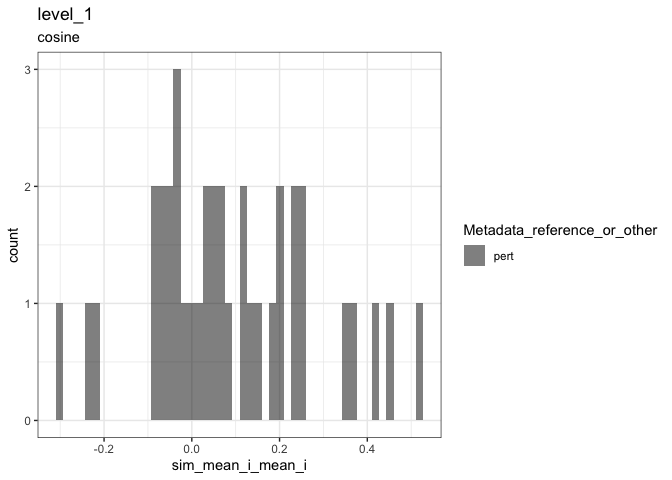 level_1
cosine
3
2
1
0
count
-0.2
0.0
0.2
0.4
sim_mean_i_mean_i
Metadata_reference_or_other
pert